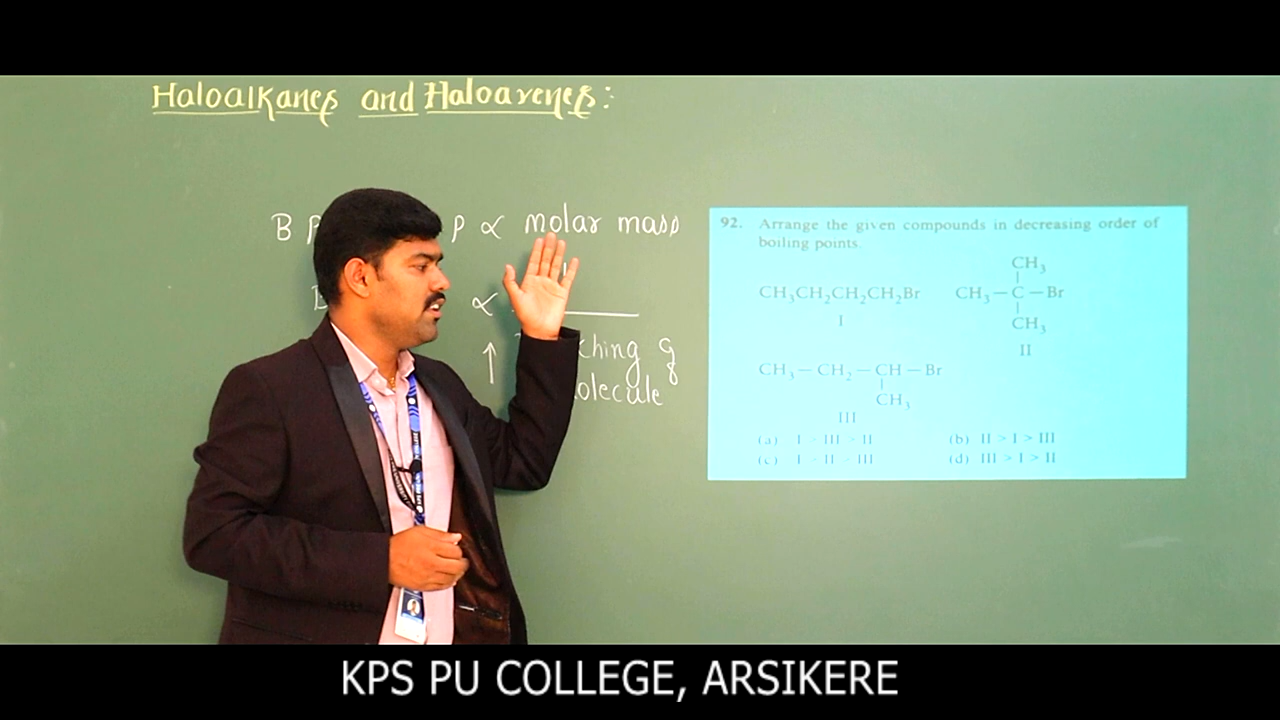 Haloalkanes and Haloarenes:
B P ∝ molar mass
∝
↑
molecule
92. Arrange the given compounds in decreasing order of
boiling points.
CH₃
CH₃CH₂CH₂CH₂Br CH₃—C—Br
I CH₃
II
CH₃—CH₂—CH—Br
CH₃
III
(a) I > III > II (b) II > I > III
(c) I > II > III (d) III > I > II
KPS PU COLLEGE, ARSIKERE